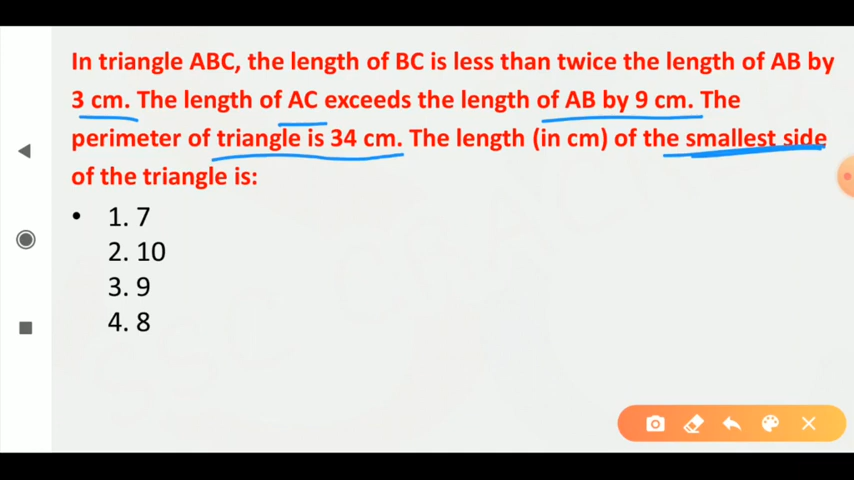 In triangle ABC, the length of BC is less than twice the length of AB by
3 cm. The length of AC exceeds the length of AB by 9 cm. The
perimeter of triangle is 34 cm. The length (in cm) of the smallest side
of the triangle is:
• 1. 7
2. 10
3. 9
4. 8